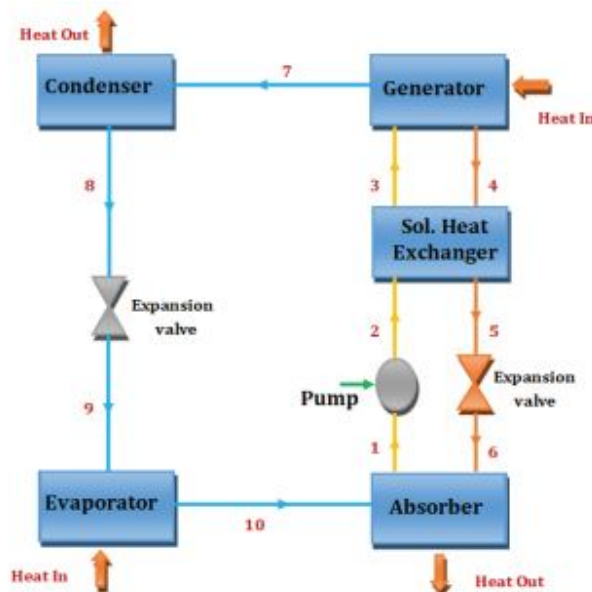 Heat Out
Condenser
7
Generator
Heat In
8
3
4
Sol. Heat
Exchanger
Expansion
valve
2
5
Pump
Expansion
valve
9
1
6
Evaporator
10
Absorber
Heat In
Heat Out